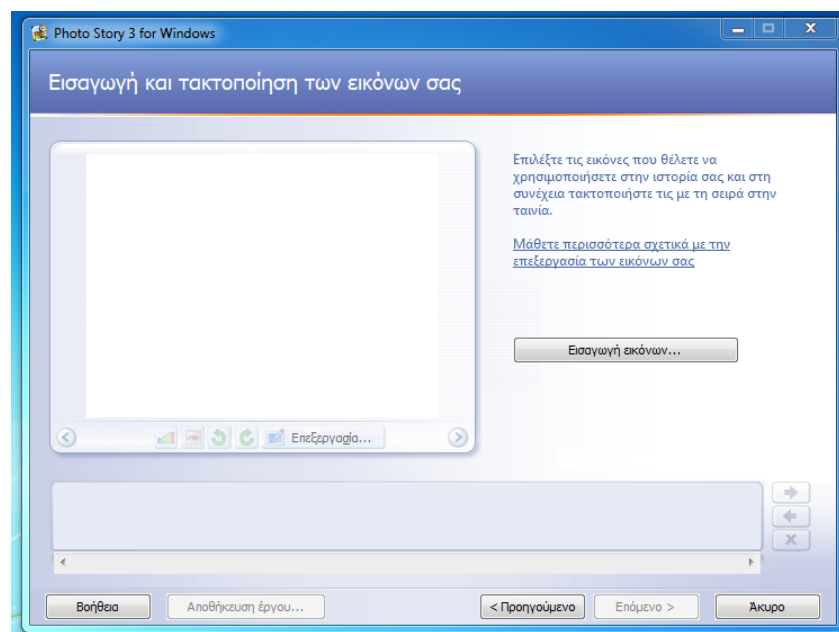 Photo Story 3 for Windows
Εισαγωγή και τακτοποίηση των εικόνων σας
Επιλέξτε τις εικόνες που θέλετε να
χρησιμοποιήσετε στην ιστορία σας και στη
συνέχεια τακτοποιήστε τις με τη σειρά στην
ταινία.
Μάθετε περισσότερα σχετικά με την
επεξεργασία των εικόνων σας
Εισαγωγή εικόνων...
Επεξεργασία...
Βοήθεια
Αποθήκευση έργου...
< Προηγούμενο
Επόμενο >
Άκυρο